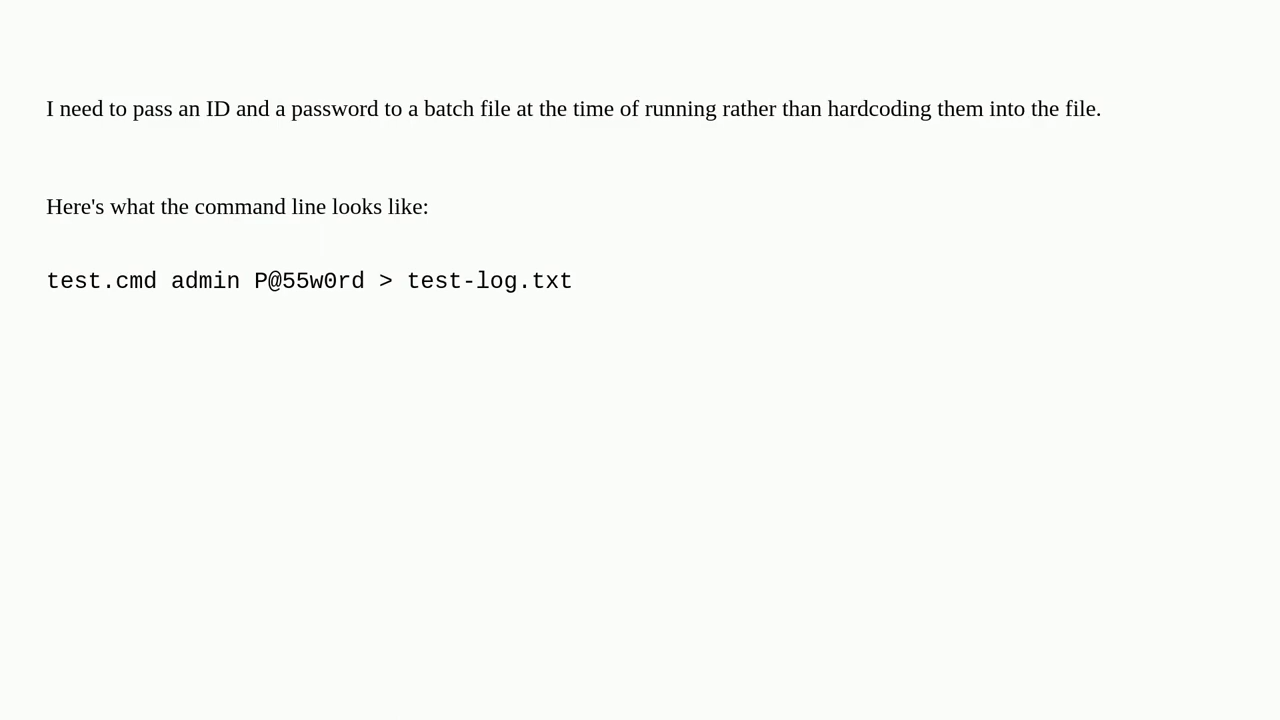 I need to pass an ID and a password to a batch file at the time of running rather than hardcoding them into the file.
Here's what the command line looks like:
test.cmd admin P@55w0rd > test-log.txt